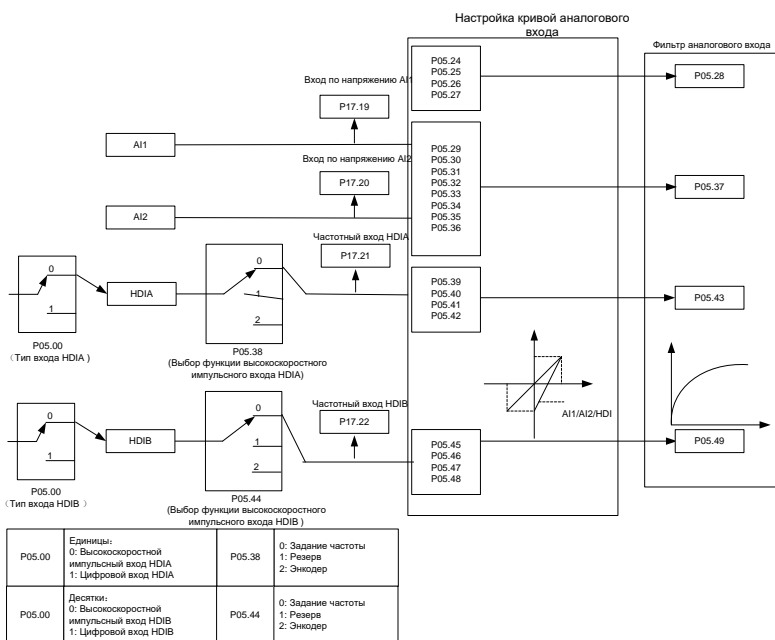 Настройка кривой аналогового
входа
Фильтр аналогового входа
P05.24
P05.25
P05.26
P05.27
P05.28
Вход по напряжению AI1
P17.19
AI1
P05.29
P05.30
P05.31
P05.32
P05.33
P05.34
P05.35
P05.36
P05.37
Вход по напряжению AI2
P17.20
AI2
Частотный вход HDIA
P17.21
0
1
HDIA
0
1
2
P05.39
P05.40
P05.41
P05.42
P05.43
P05.00
（Тип входа HDIA )
P05.38
(Выбор функции высокоскоростного
импульсного входа HDIA)
AI1/AI2/HDI
Частотный вход HDIB
P17.22
0
1
HDIB
0
1
2
P05.45
P05.46
P05.47
P05.48
P05.49
P05.00
（Тип входа HDIB ）
P05.44
(Выбор функции высокоскоростного
импульсного входа HDIB )
P05.00
Единицы：
0: Высокоскоростной
импульсный вход HDIA
1: Цифровой вход HDIA
P05.38
0: Задание частоты
1: Резерв
2: Энкодер
P05.00
Десятки：
0: Высокоскоростной
импульсный вход HDIB
1: Цифровой вход HDIB
P05.44
0: Задание частоты
1: Резерв
2: Энкодер